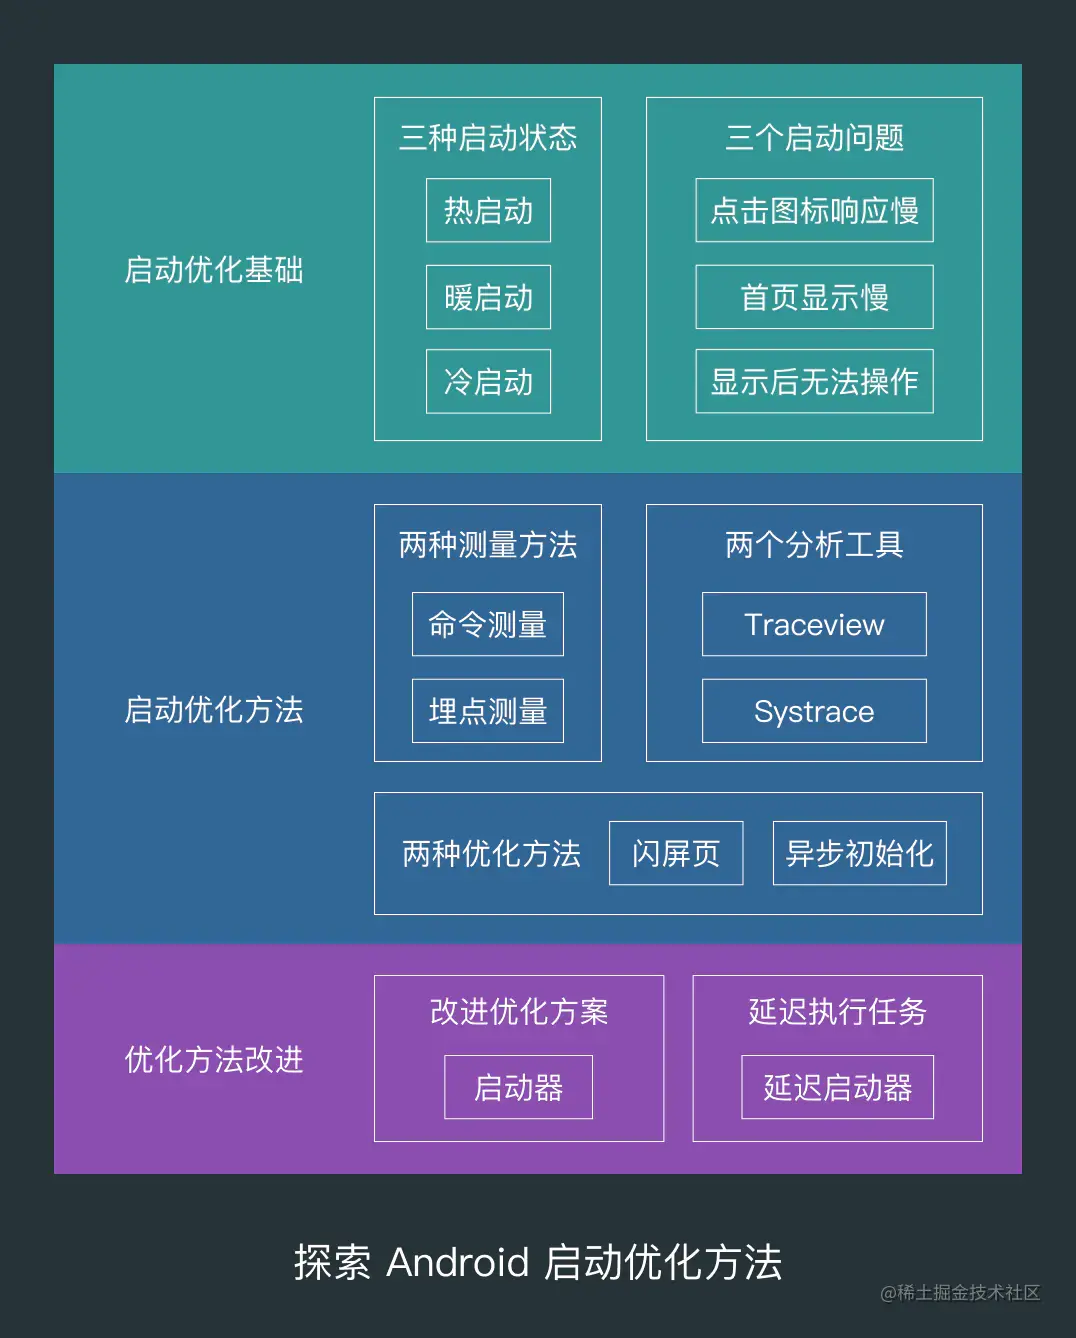 启动优化基础
三种启动状态
热启动
暖启动
冷启动
三个启动问题
点击图标响应慢
首页显示慢
显示后无法操作
启动优化方法
两种测量方法
命令测量
埋点测量
两个分析工具
Traceview
Systrace
两种优化方法
闪屏页
异步初始化
优化方法改进
改进优化方案
启动器
延迟执行任务
延迟启动器
探索 Android 启动优化方法
@稀土掘金技术社区